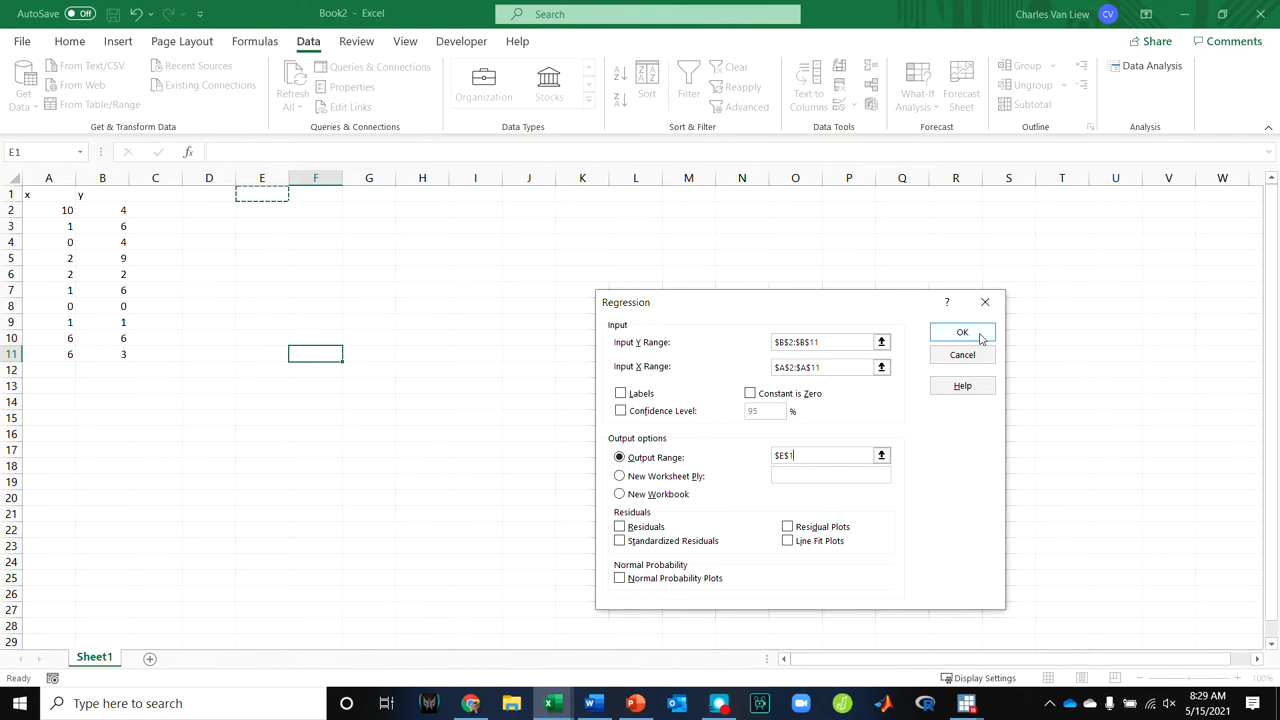 AutoSave Off Book2 - Excel Search Charles Van Liew CV
File Home Insert Page Layout Formulas Data Review View Developer Help Share Comments
Get Data From Text/CSV Recent Sources Refresh All Queries & Connections Organization Stocks Sort Filter Clear Text to Columns What-If Analysis Forecast Sheet Group Data Analysis
From Web Existing Connections Properties Reapply Ungroup
From Table/Range Edit Links Advanced Subtotal
Get & Transform Data Queries & Connections Data Types Sort & Filter Data Tools Forecast Outline Analysis
E1 fx
A B C D E F G H I J K L M N O P Q R S T U V W
1 x y
2 10 4
3 1 6
4 0 4
5 2 9
6 2 2
7 1 6
8 0 0
9 1 1
10 6 6
11 6 3
12
13
14
15
16
17
18
19
20
21
22
23
24
25
26
27
28
29
Regression ?
Input
Input Y Range: $B$2:$B$11
Input X Range: $A$2:$A$11
Labels Constant is Zero
Confidence Level: 95 %
Output options
Output Range: $E$1
New Worksheet Ply:
New Workbook
Residuals
Residuals Residual Plots
Standardized Residuals Line Fit Plots
Normal Probability
Normal Probability Plots
OK
Cancel
Help
Sheet1
Ready Display Settings 100%
Type here to search 8:29 AM
5/15/2021